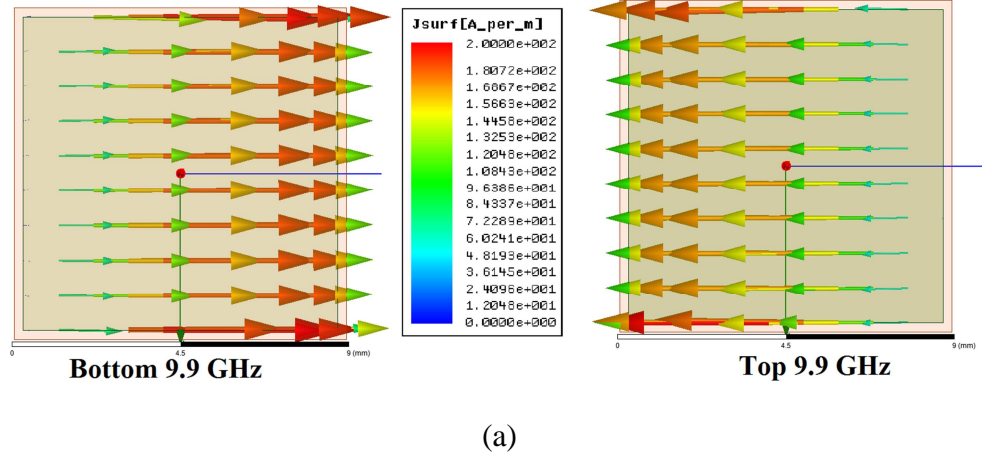 Jsurf[A_per_m]
2.0000e+002
1.8072e+002
1.6867e+002
1.5663e+002
1.4458e+002
1.3253e+002
1.2048e+002
1.0843e+002
9.6386e+001
8.4337e+001
7.2289e+001
6.0241e+001
4.8193e+001
3.6145e+001
2.4096e+001
1.2048e+001
0.0000e+000
0 4.5 9 (mm)
Bottom 9.9 GHz
0 4.5 9 (mm)
Top 9.9 GHz
(a)